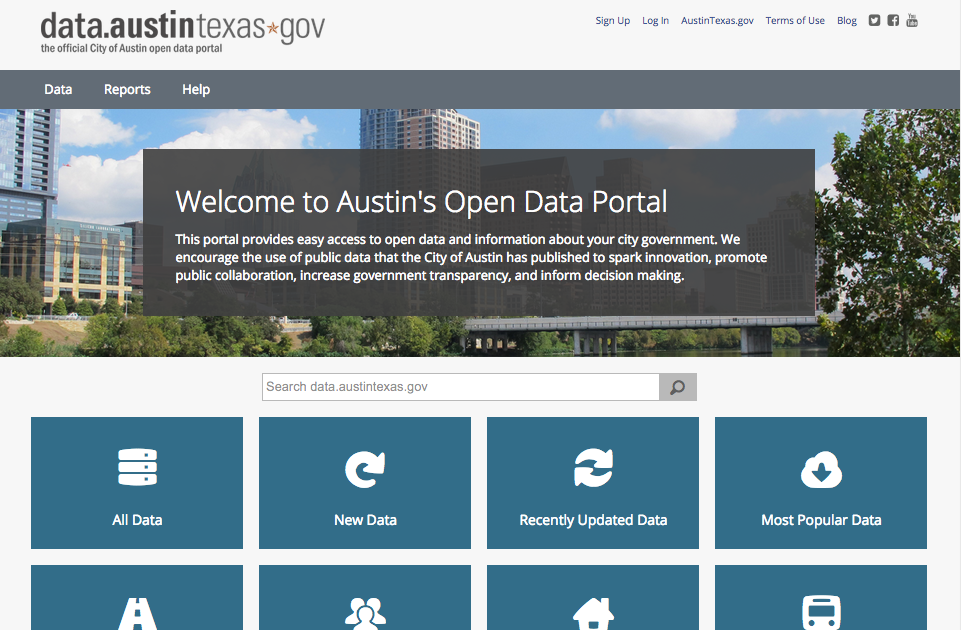 data.austintexas.gov
the official City of Austin open data portal
Sign Up Log In AustinTexas.gov Terms of Use Blog
You Tube
Data Reports Help
Welcome to Austin's Open Data Portal
This portal provides easy access to open data and information about your city government. We
encourage the use of public data that the City of Austin has published to spark innovation, promote
public collaboration, increase government transparency, and inform decision making.
Search data.austintexas.gov
All Data
New Data
Recently Updated Data
Most Popular Data